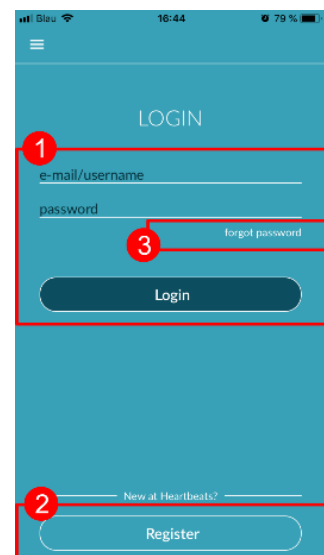 Blau 16:44 79 %
LOGIN
1
e-mail/username
password
3
forgot password
Login
2
New at Heartbeats?
Register